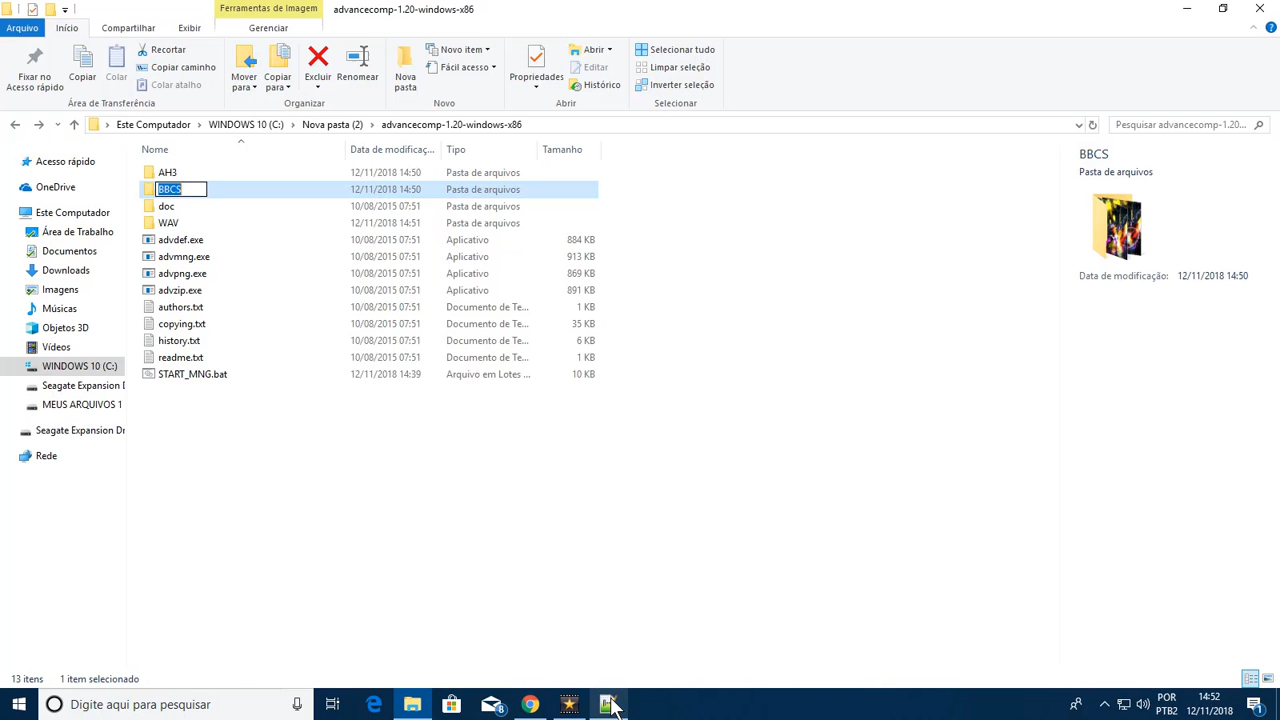 Ferramentas de Imagem
advancecomp-1.20-windows-x86
Arquivo Início Compartilhar Exibir Gerenciar
Fixar no Acesso rápido
Copiar
Colar
Recortar
Copiar caminho
Colar atalho
Mover para
Copiar para
Excluir
Renomear
Nova pasta
Novo item
Fácil acesso
Propriedades
Abrir
Editar
Histórico
Selecionar tudo
Limpar seleção
Inverter seleção
Área de Transferência Organizar Novo Abrir Selecionar
Este Computador > WINDOWS 10 (C:) > Nova pasta (2) > advancecomp-1.20-windows-x86
Pesquisar advancecomp-1.20...
Acesso rápido
OneDrive
Este Computador
Área de Trabalho
Documentos
Downloads
Imagens
Músicas
Objetos 3D
Vídeos
WINDOWS 10 (C:)
Seagate Expansion D
MEUS ARQUIVOS 1
Seagate Expansion Dr
Rede
Nome Data de modificaç... Tipo Tamanho
AH3 12/11/2018 14:50 Pasta de arquivos
BBCS 12/11/2018 14:50 Pasta de arquivos
doc 10/08/2015 07:51 Pasta de arquivos
WAV 12/11/2018 14:51 Pasta de arquivos
advdef.exe 10/08/2015 07:51 Aplicativo 884 KB
advmng.exe 10/08/2015 07:51 Aplicativo 913 KB
advpng.exe 10/08/2015 07:51 Aplicativo 869 KB
advzip.exe 10/08/2015 07:51 Aplicativo 891 KB
authors.txt 10/08/2015 07:51 Documento de Te... 1 KB
copying.txt 10/08/2015 07:51 Documento de Te... 35 KB
history.txt 10/08/2015 07:51 Documento de Te... 6 KB
readme.txt 10/08/2015 07:51 Documento de Te... 1 KB
START_MNG.bat 12/11/2018 14:39 Arquivo em Lotes ... 10 KB
BBCS
Pasta de arquivos
Data de modificação: 12/11/2018 14:50
13 itens 1 item selecionado
Digite aqui para pesquisar
8
POR
PTB2
14:52
12/11/2018
1